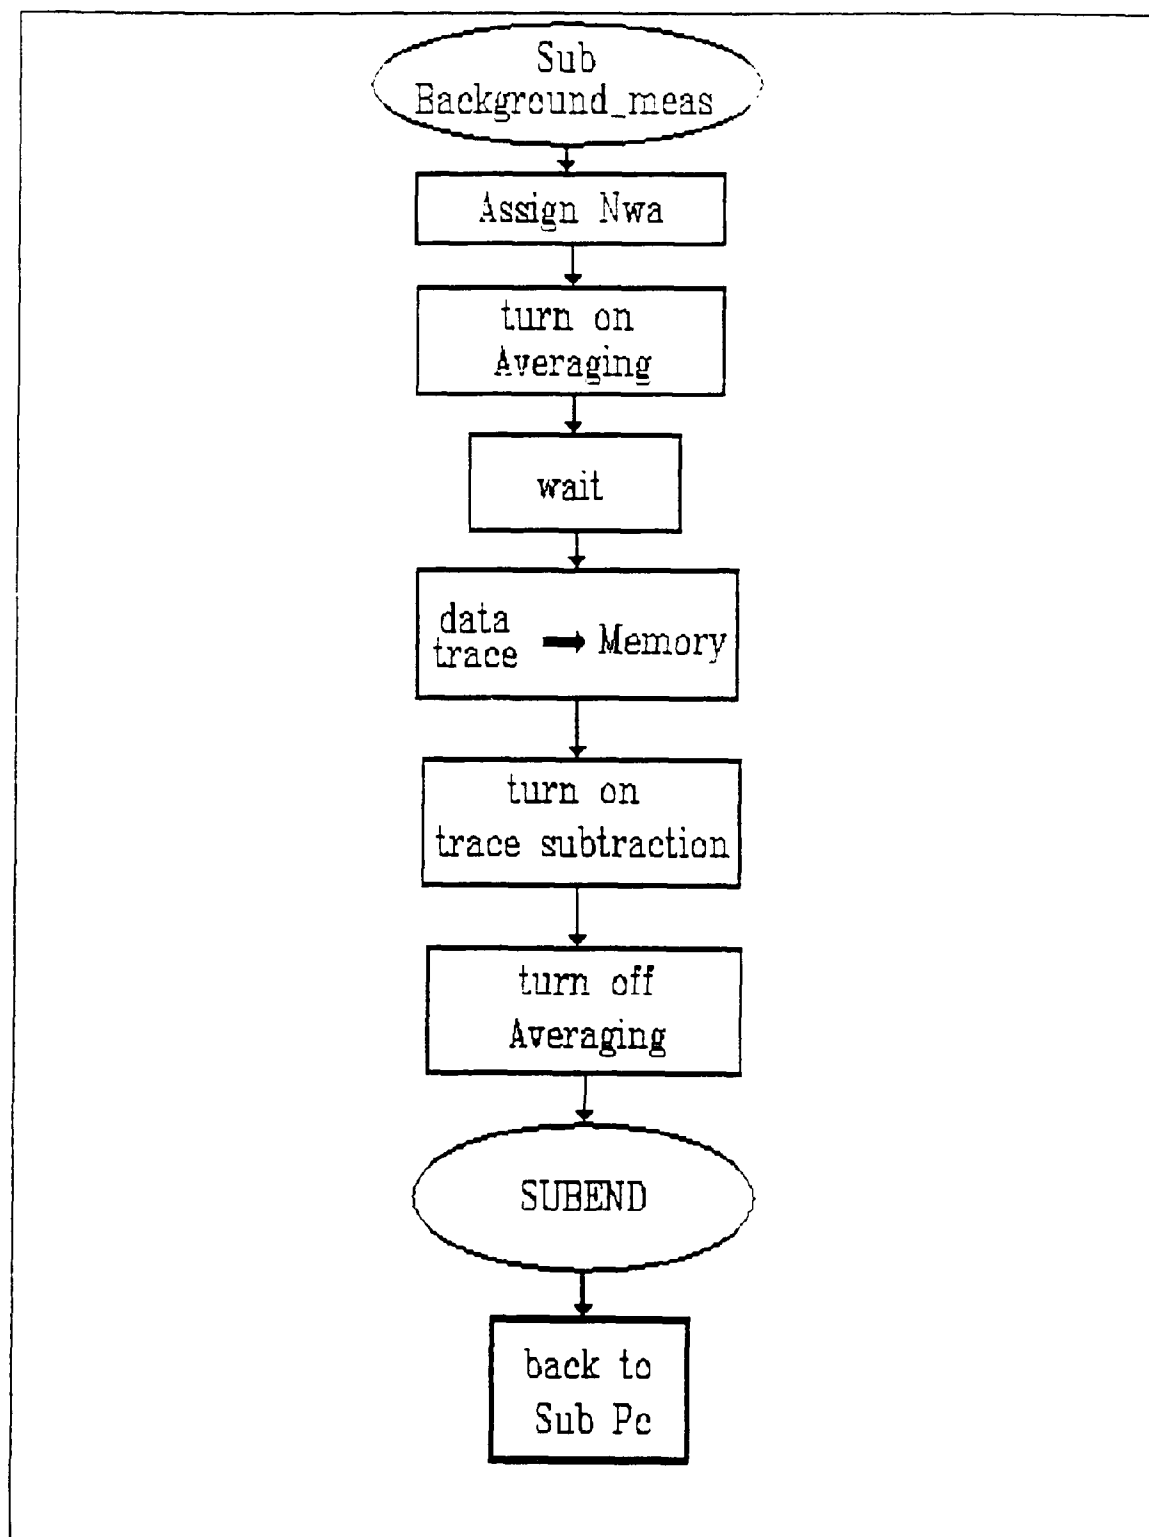 Sub
Background_meas
Assign Nwa
turn on
Averaging
wait
data
trace → Memory
turn on
trace subtraction
turn off
Averaging
SUBEND
back to
Sub Pc